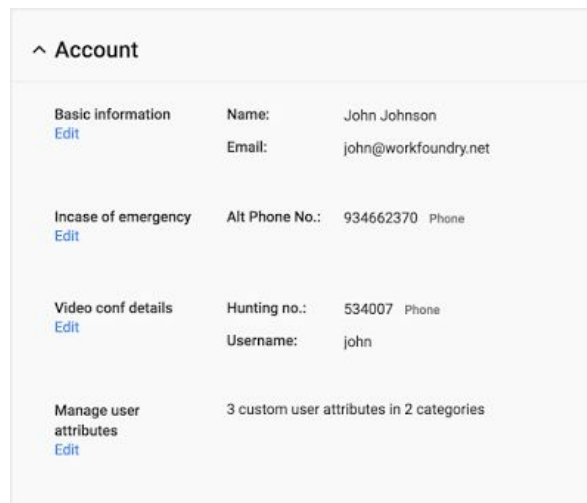 Account
Basic information Name: John Johnson
Edit
Email: john@workfoundry.net
Incase of emergency Alt Phone No.: 934662370 Phone
Edit
Video conf details Hunting no.: 534007 Phone
Edit
Username: john
Manage user 3 custom user attributes in 2 categories
attributes
Edit